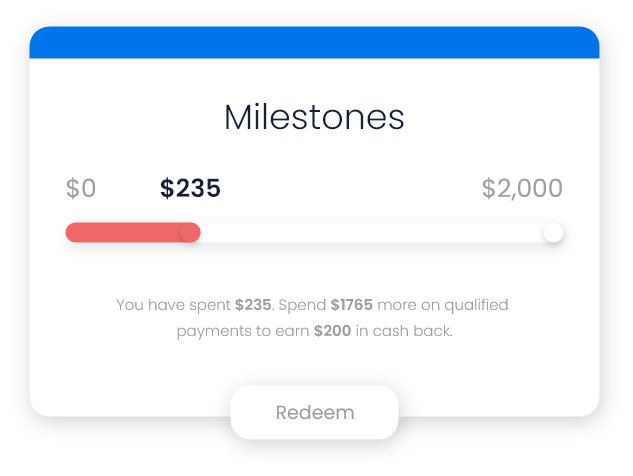 Milestones
$0 $235 $2,000
You have spent $235. Spend $1765 more on qualified
payments to earn $200 in cash back.
Redeem